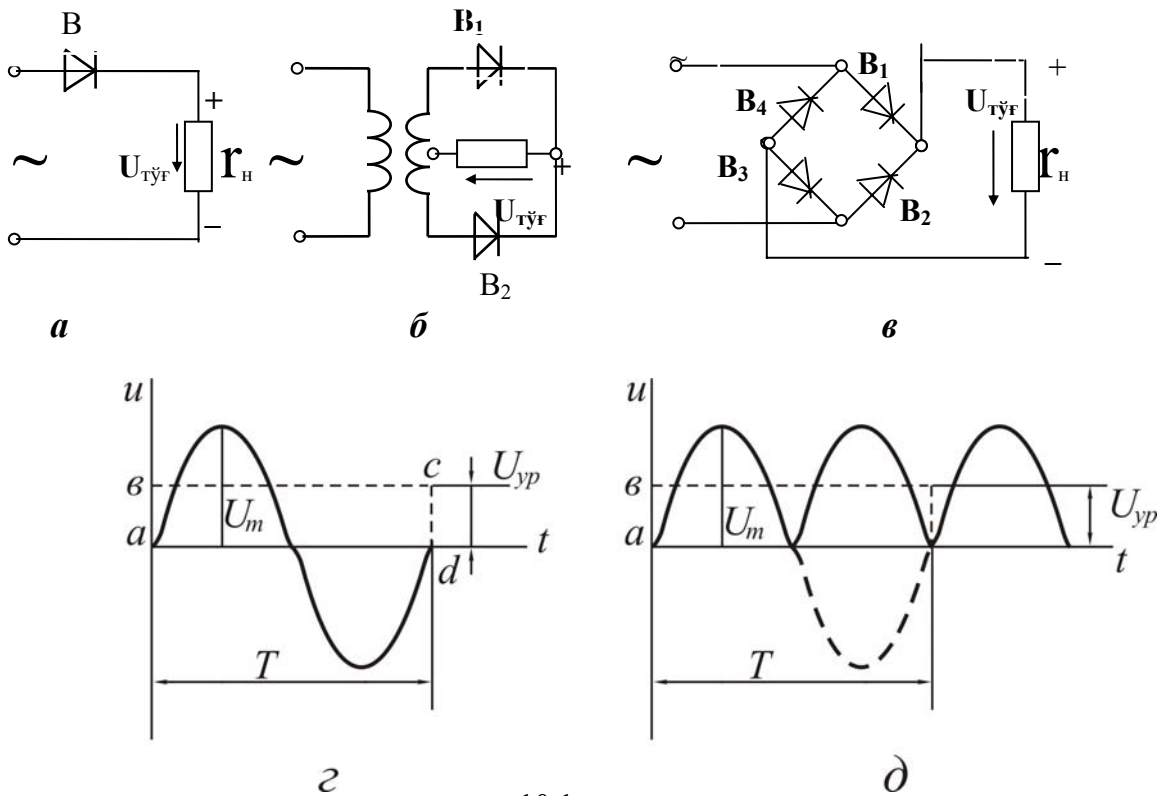 B
~
+
U_тўғ
r_н
−
а
~
B₁
+
U_тўғ
B₂
б
~
~
B₁
B₄
B₃
B₂
+
U_тўғ
r_н
−
в
u
в
а
U_m
c
U_ур
t
d
T
г
u
в
а
U_m
U_ур
t
T
д